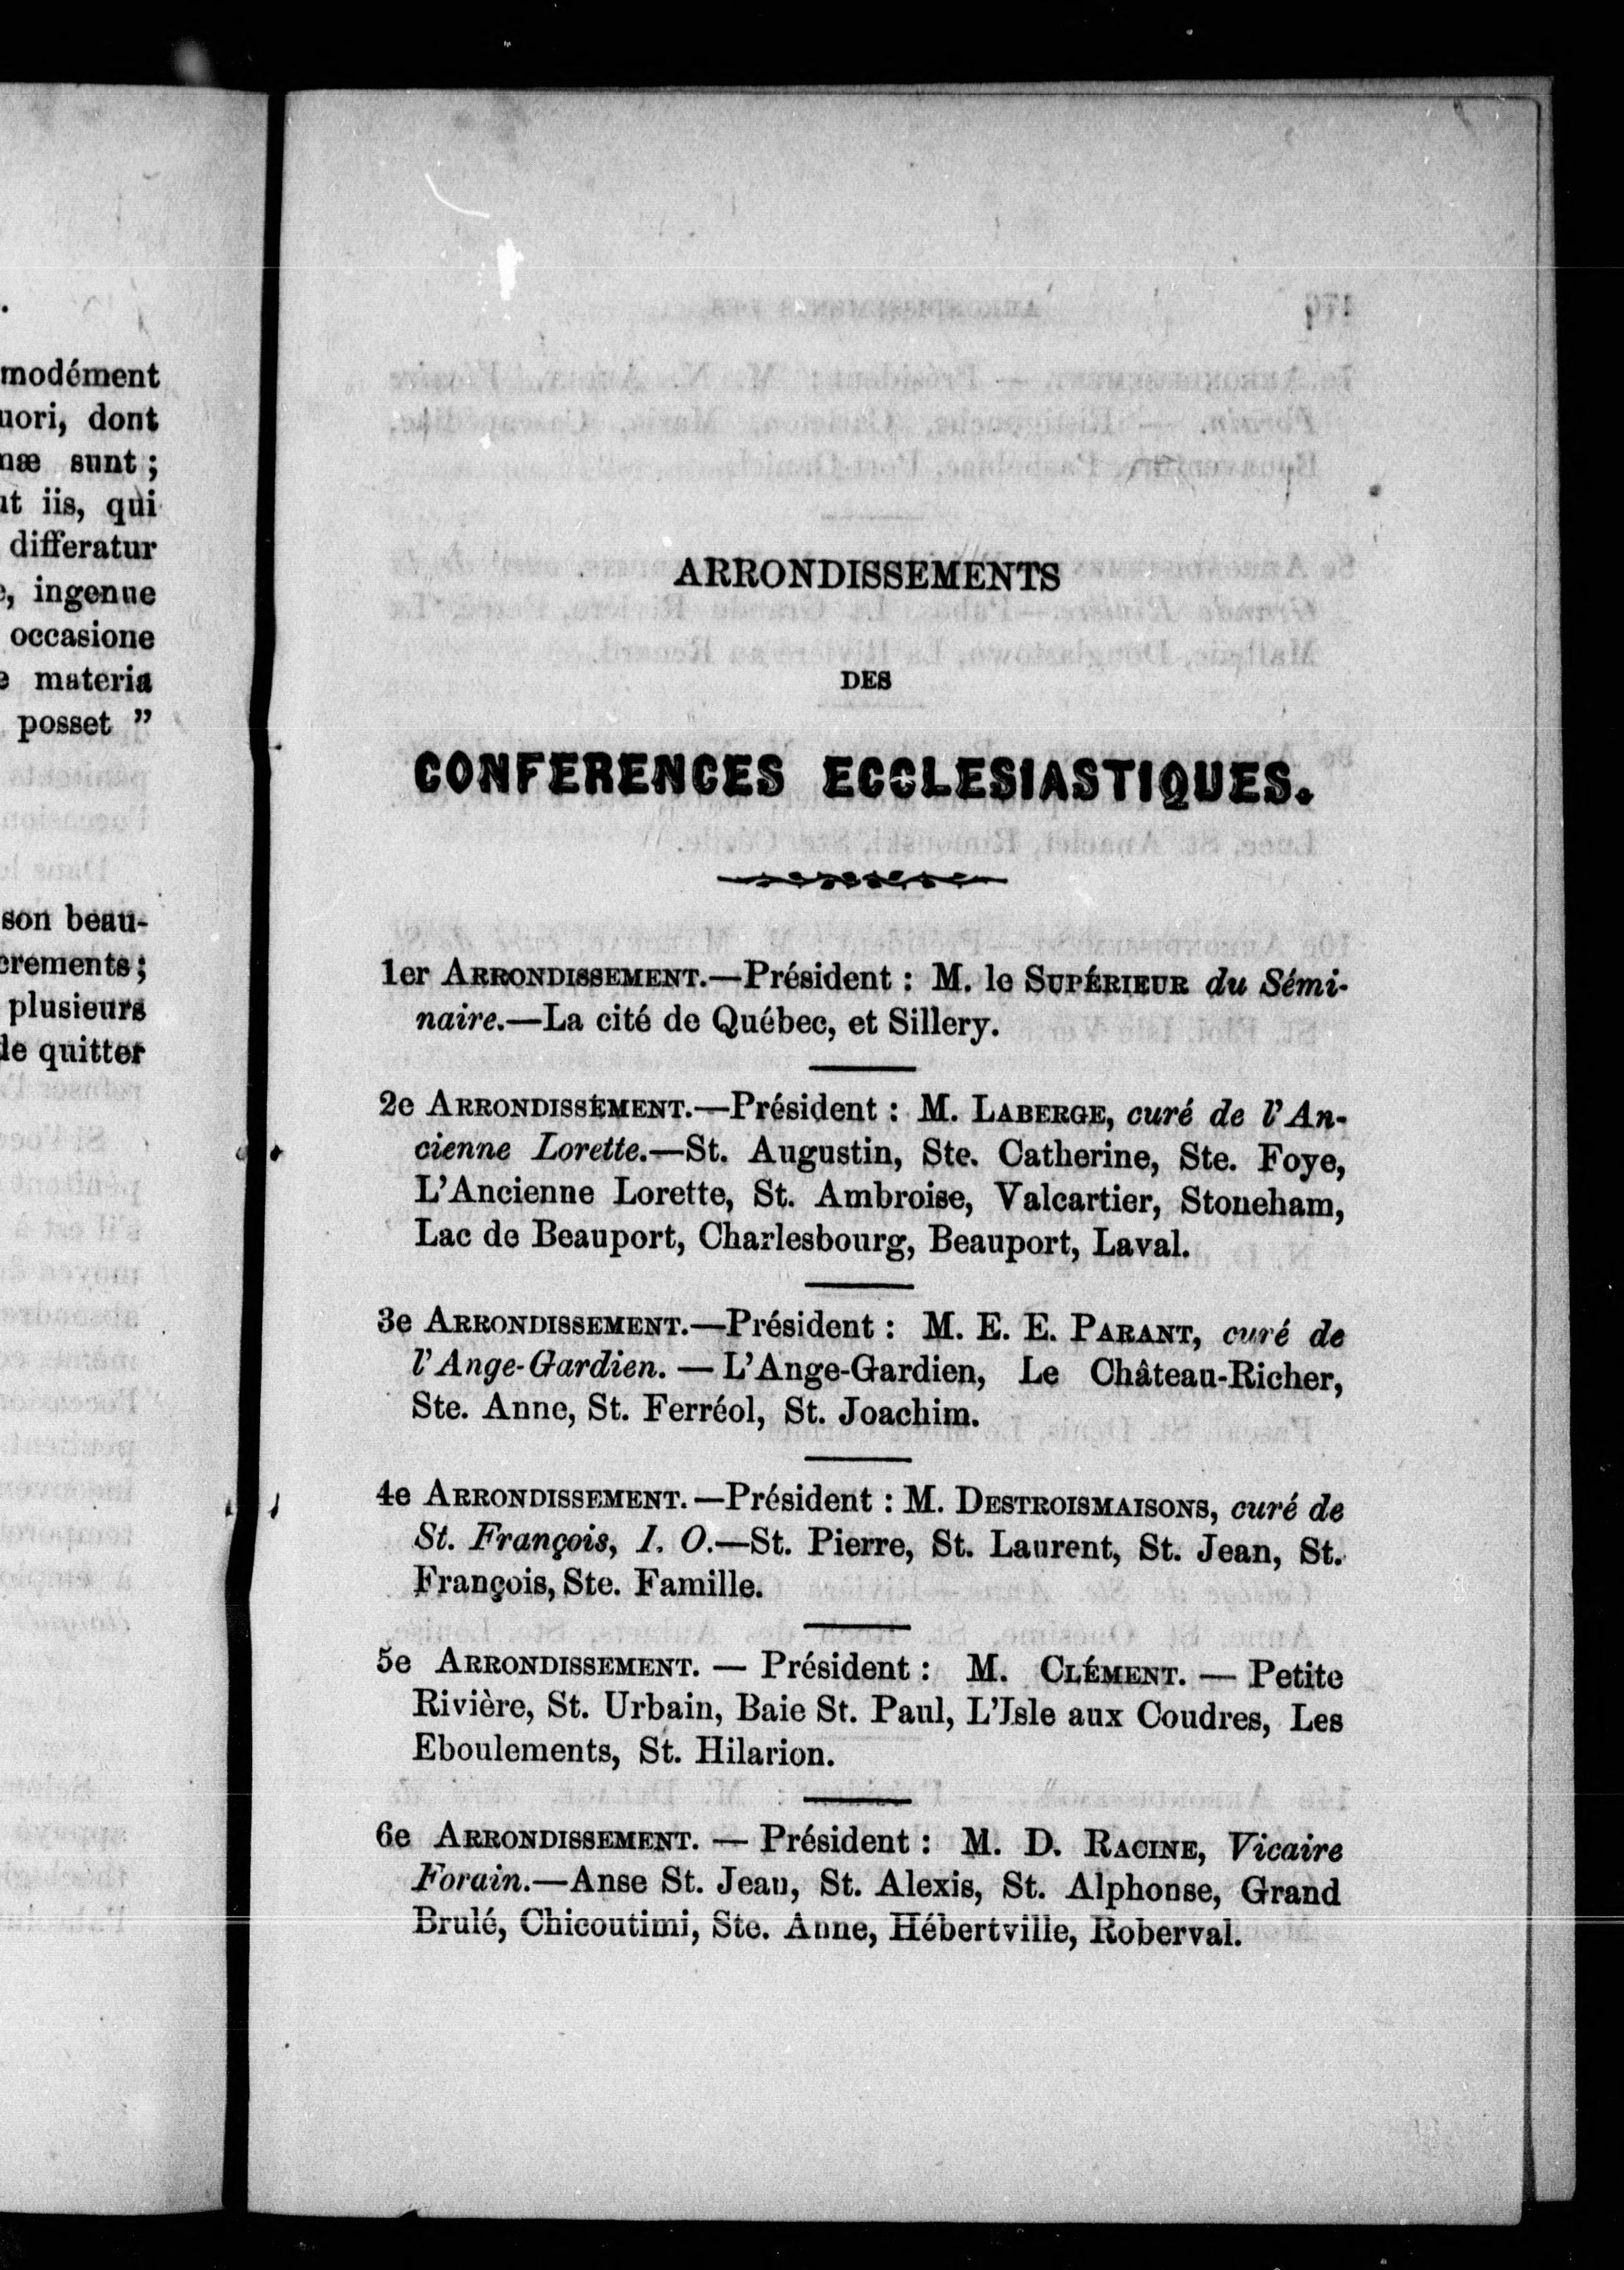 modément
uori, dont
næ sunt ;
ut iis, qui
differatur
e, ingenue
occasione
e materia
posset ”
son beau-
crements ;
plusieurs
de quitter
ARRONDISSEMENTS
DES
CONFERENCES ECCLESIASTIQUES.
1er ARRONDISSEMENT.—Président : M. le SUPÉRIEUR du Sémi-
naire.—La cité de Québec, et Sillery.
2e ARRONDISSEMENT.—Président : M. LABERGE, curé de l'An-
cienne Lorette.—St. Augustin, Ste. Catherine, Ste. Foye,
L'Ancienne Lorette, St. Ambroise, Valcartier, Stoneham,
Lac de Beauport, Charlesbourg, Beauport, Laval.
3e ARRONDISSEMENT.—Président : M. E. E. PARANT, curé de
l'Ange-Gardien. — L'Ange-Gardien, Le Château-Richer,
Ste. Anne, St. Ferréol, St. Joachim.
4e ARRONDISSEMENT. —Président : M. DESTROISMAISONS, curé de
St. François, I. O.—St. Pierre, St. Laurent, St. Jean, St.
François, Ste. Famille.
5e ARRONDISSEMENT. — Président : M. CLÉMENT. — Petite
Rivière, St. Urbain, Baie St. Paul, L'Isle aux Coudres, Les
Eboulements, St. Hilarion.
6e ARRONDISSEMENT. — Président : M. D. RACINE, Vicaire
Forain.—Anse St. Jean, St. Alexis, St. Alphonse, Grand
Brulé, Chicoutimi, Ste. Anne, Hébertville, Roberval.